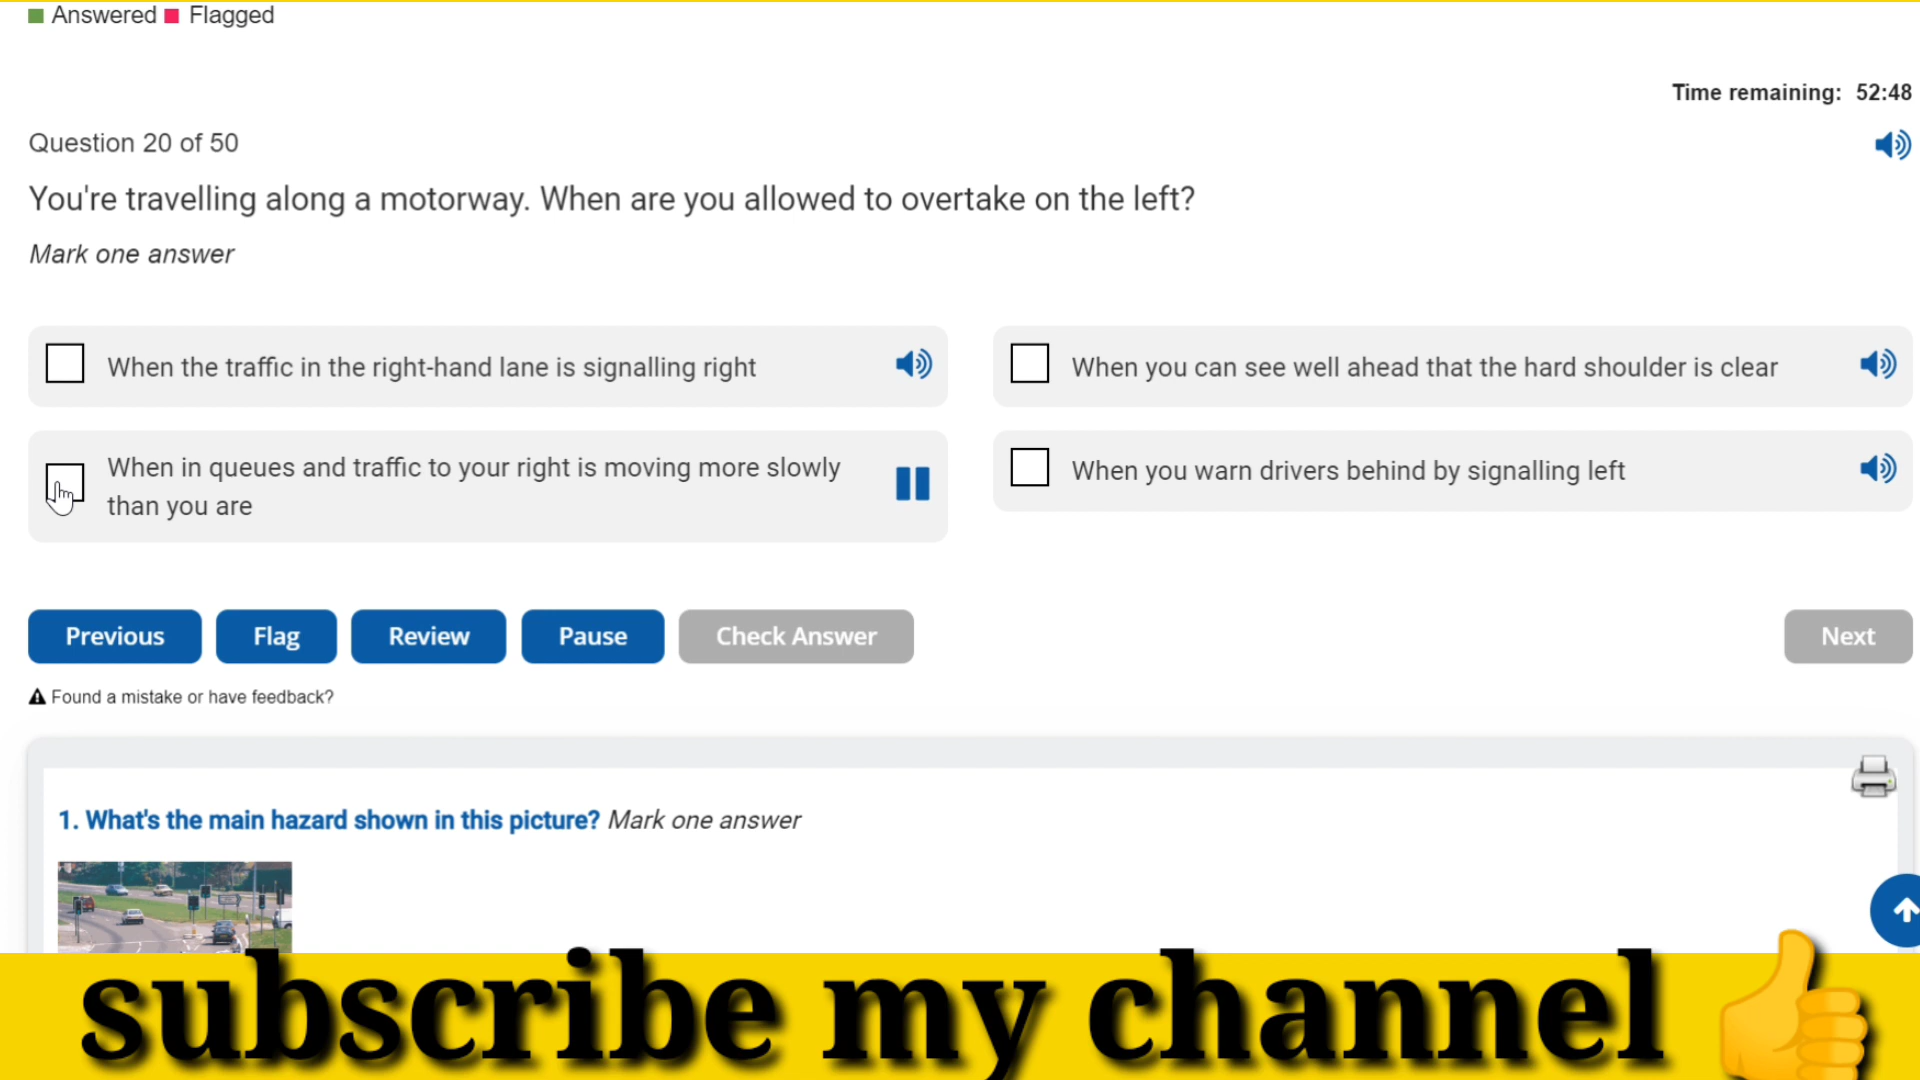 Answered Flagged
Time remaining: 52:48
Question 20 of 50
You're travelling along a motorway. When are you allowed to overtake on the left?
Mark one answer
When the traffic in the right-hand lane is signalling right
When you can see well ahead that the hard shoulder is clear
When in queues and traffic to your right is moving more slowly
than you are
When you warn drivers behind by signalling left
Previous Flag Review Pause Check Answer Next
Found a mistake or have feedback?
1. What's the main hazard shown in this picture? Mark one answer
subscribe my channel